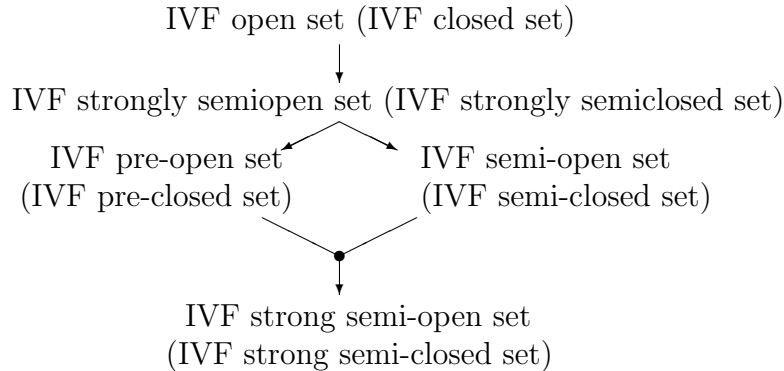 IVF open set (IVF closed set)
IVF strongly semiopen set (IVF strongly semiclosed set)
IVF pre-open set
(IVF pre-closed set)
IVF semi-open set
(IVF semi-closed set)
IVF strong semi-open set
(IVF strong semi-closed set)